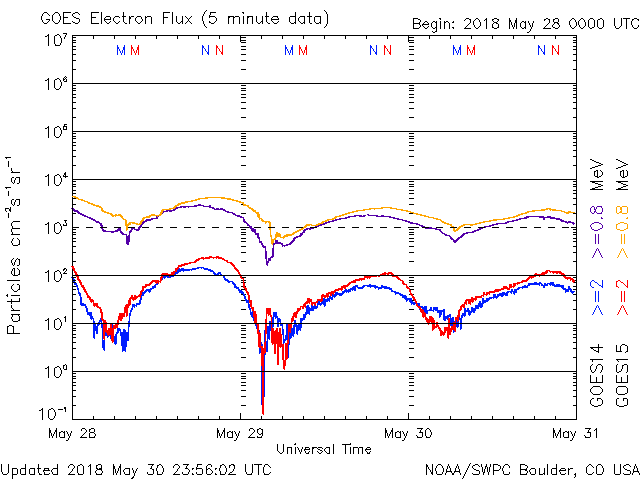 GOES Electron Flux (5 minute data)
Begin: 2018 May 28 0000 UTC
M M N N M M N N M M N N
10⁷
10⁶
10⁵
10⁴
10³
10²
10¹
10⁰
10⁻¹
Particles cm⁻²s⁻¹sr⁻¹
May 28 May 29 May 30 May 31
Universal Time
GOES14 >=2 >=0.8 MeV
GOES15 >=2 >=0.8 MeV
Updated 2018 May 30 23:56:02 UTC
NOAA/SWPC Boulder, CO USA